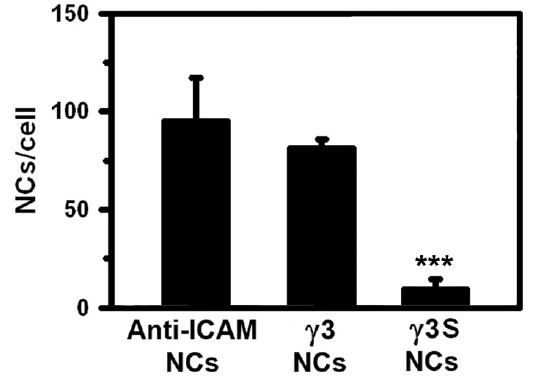 150
100
50
0
NCs/cell
***
Anti-ICAM γ3 γ3S
NCs NCs NCs